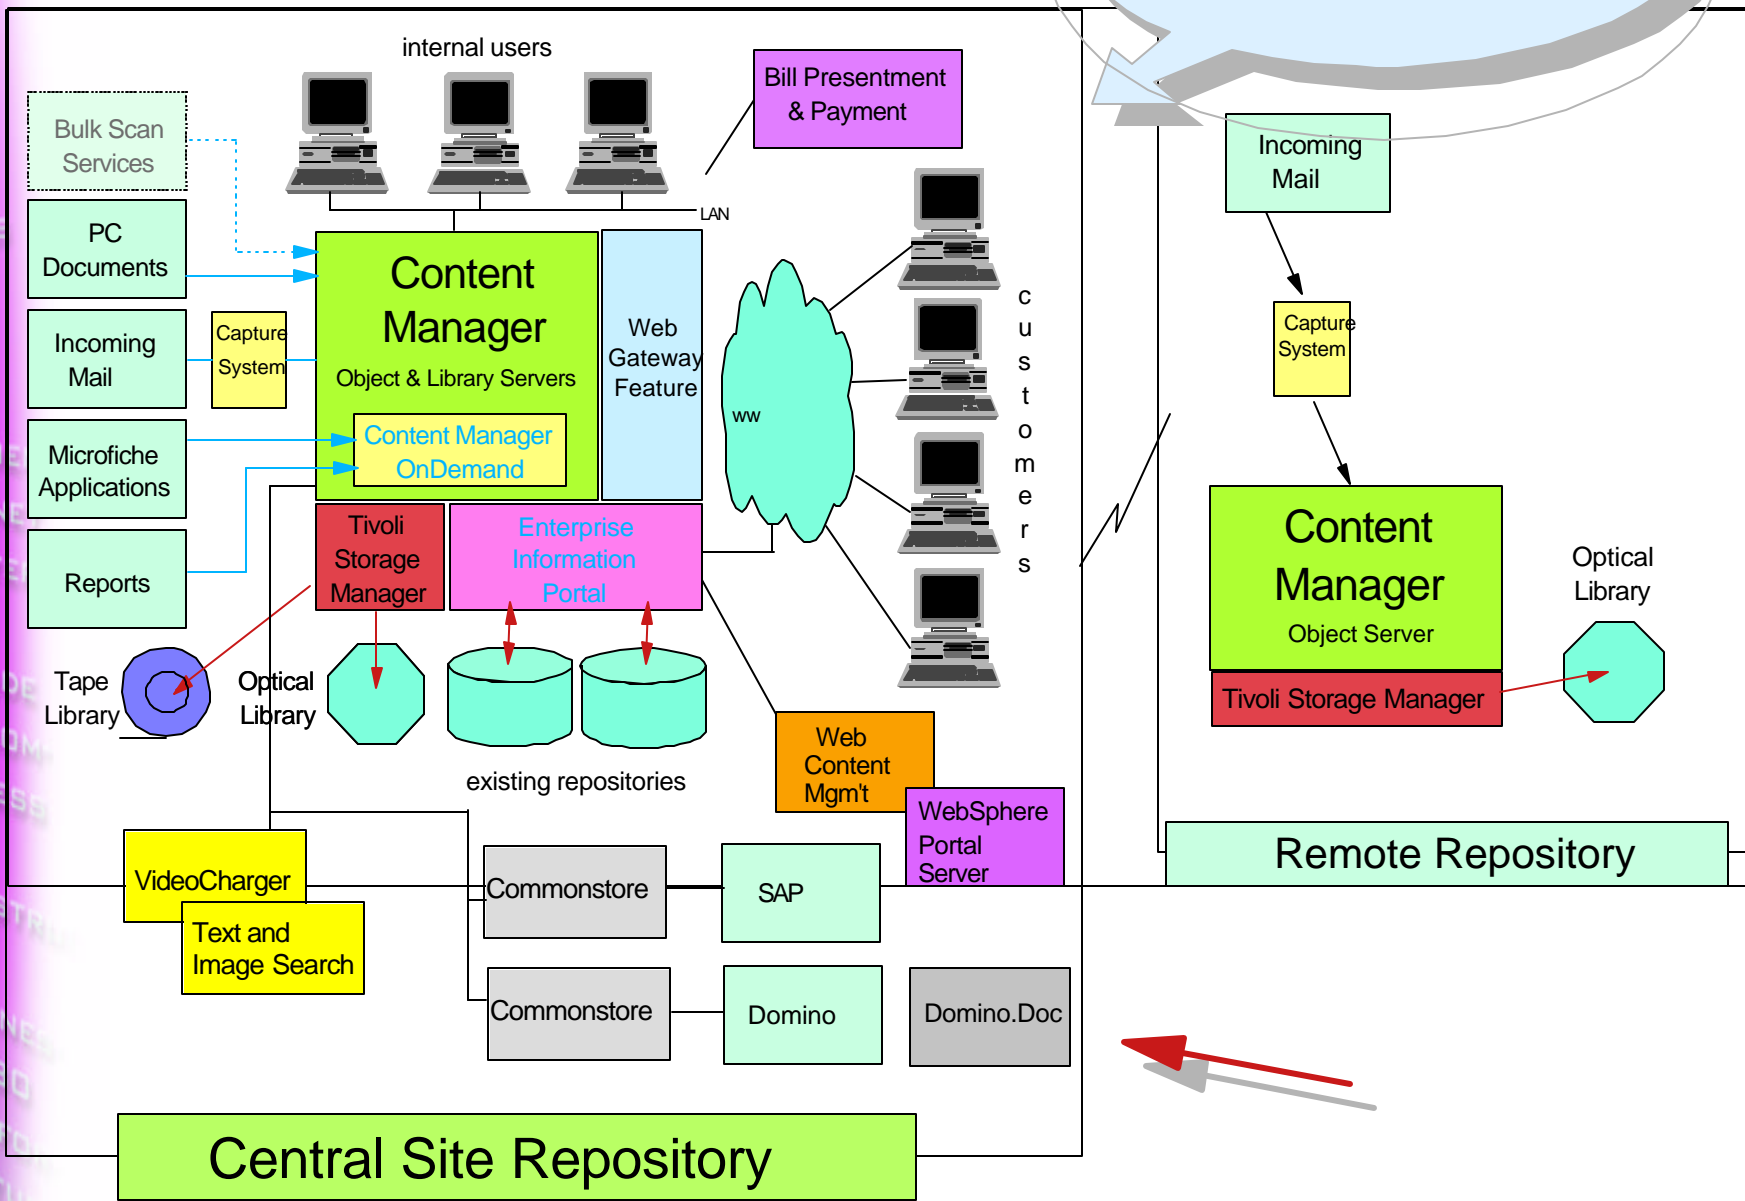 internal users
Bill Presentment
& Payment
Bulk Scan
Services
PC
Documents
Incoming
Mail
Capture
System
Microfiche
Applications
Reports
LAN
Content
Manager
Object & Library Servers
Content Manager
OnDemand
Web
Gateway
Feature
ww
customers
Tivoli
Storage
Manager
Enterprise
Information
Portal
Tape
Library
Optical
Library
existing repositories
Web
Content
Mgm't
WebSphere
Portal
Server
VideoCharger
Text and
Image Search
Commonstore
SAP
Commonstore
Domino
Domino.Doc
Central Site Repository
Incoming
Mail
Capture
System
Content
Manager
Object Server
Tivoli Storage Manager
Optical
Library
Remote Repository